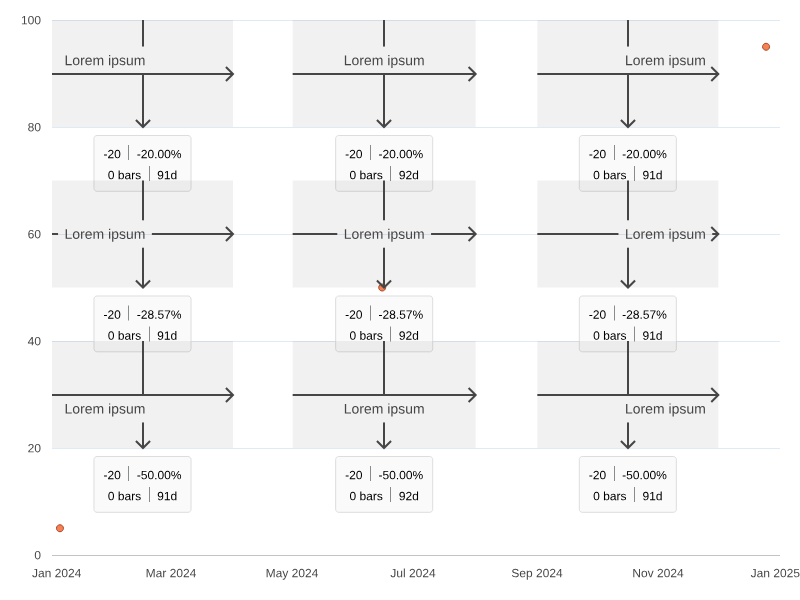 100
Lorem ipsum Lorem ipsum Lorem ipsum
80
-20 -20.00% -20 -20.00% -20 -20.00%
0 bars 91d 0 bars 92d 0 bars 91d
60 Lorem ipsum Lorem ipsum Lorem ipsum
-20 -28.57% -20 -28.57% -20 -28.57%
0 bars 91d 0 bars 92d 0 bars 91d
40
Lorem ipsum Lorem ipsum Lorem ipsum
20
-20 -50.00% -20 -50.00% -20 -50.00%
0 bars 91d 0 bars 92d 0 bars 91d
0
Jan 2024 Mar 2024 May 2024 Jul 2024 Sep 2024 Nov 2024 Jan 2025